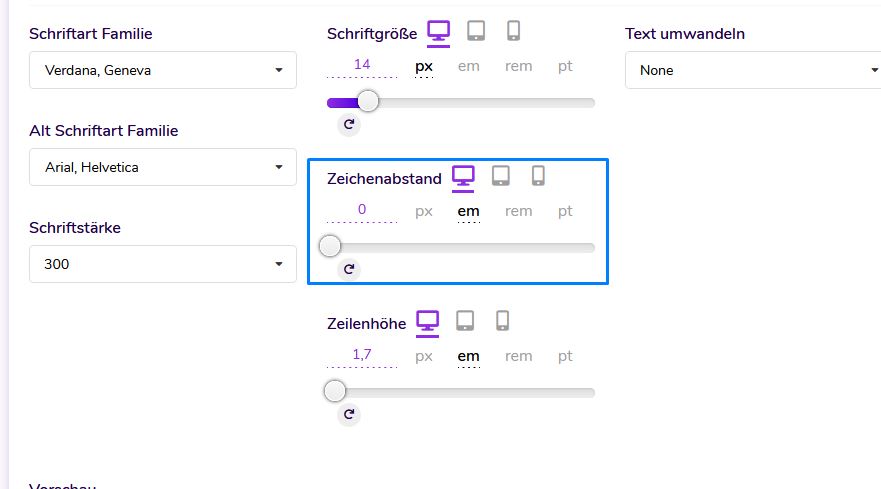 Schriftart Familie
Verdana, Geneva
Alt Schriftart Familie
Arial, Helvetica
Schriftstärke
300
Schriftgröße
14 px em rem pt
Zeichenabstand
0 px em rem pt
Zeilenhöhe
1,7 px em rem pt
Text umwandeln
None
Vorschau